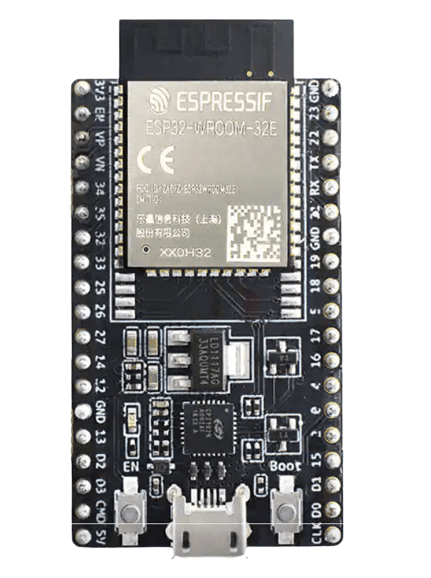 ESPRESSIF
ESP32-WROOM-32E
CE
乐鑫信息科技（上海）
股份有限公司
XX0H32
3V3
EN
VP
VN
34
35
32
33
25
26
27
14
12
GND
13
D2
D3
CMD
5V
GND
23
22
TX
RX
21
GND
19
18
5
17
16
4
0
2
15
D1
D0
CLK
LD1117AG
EN
Boot